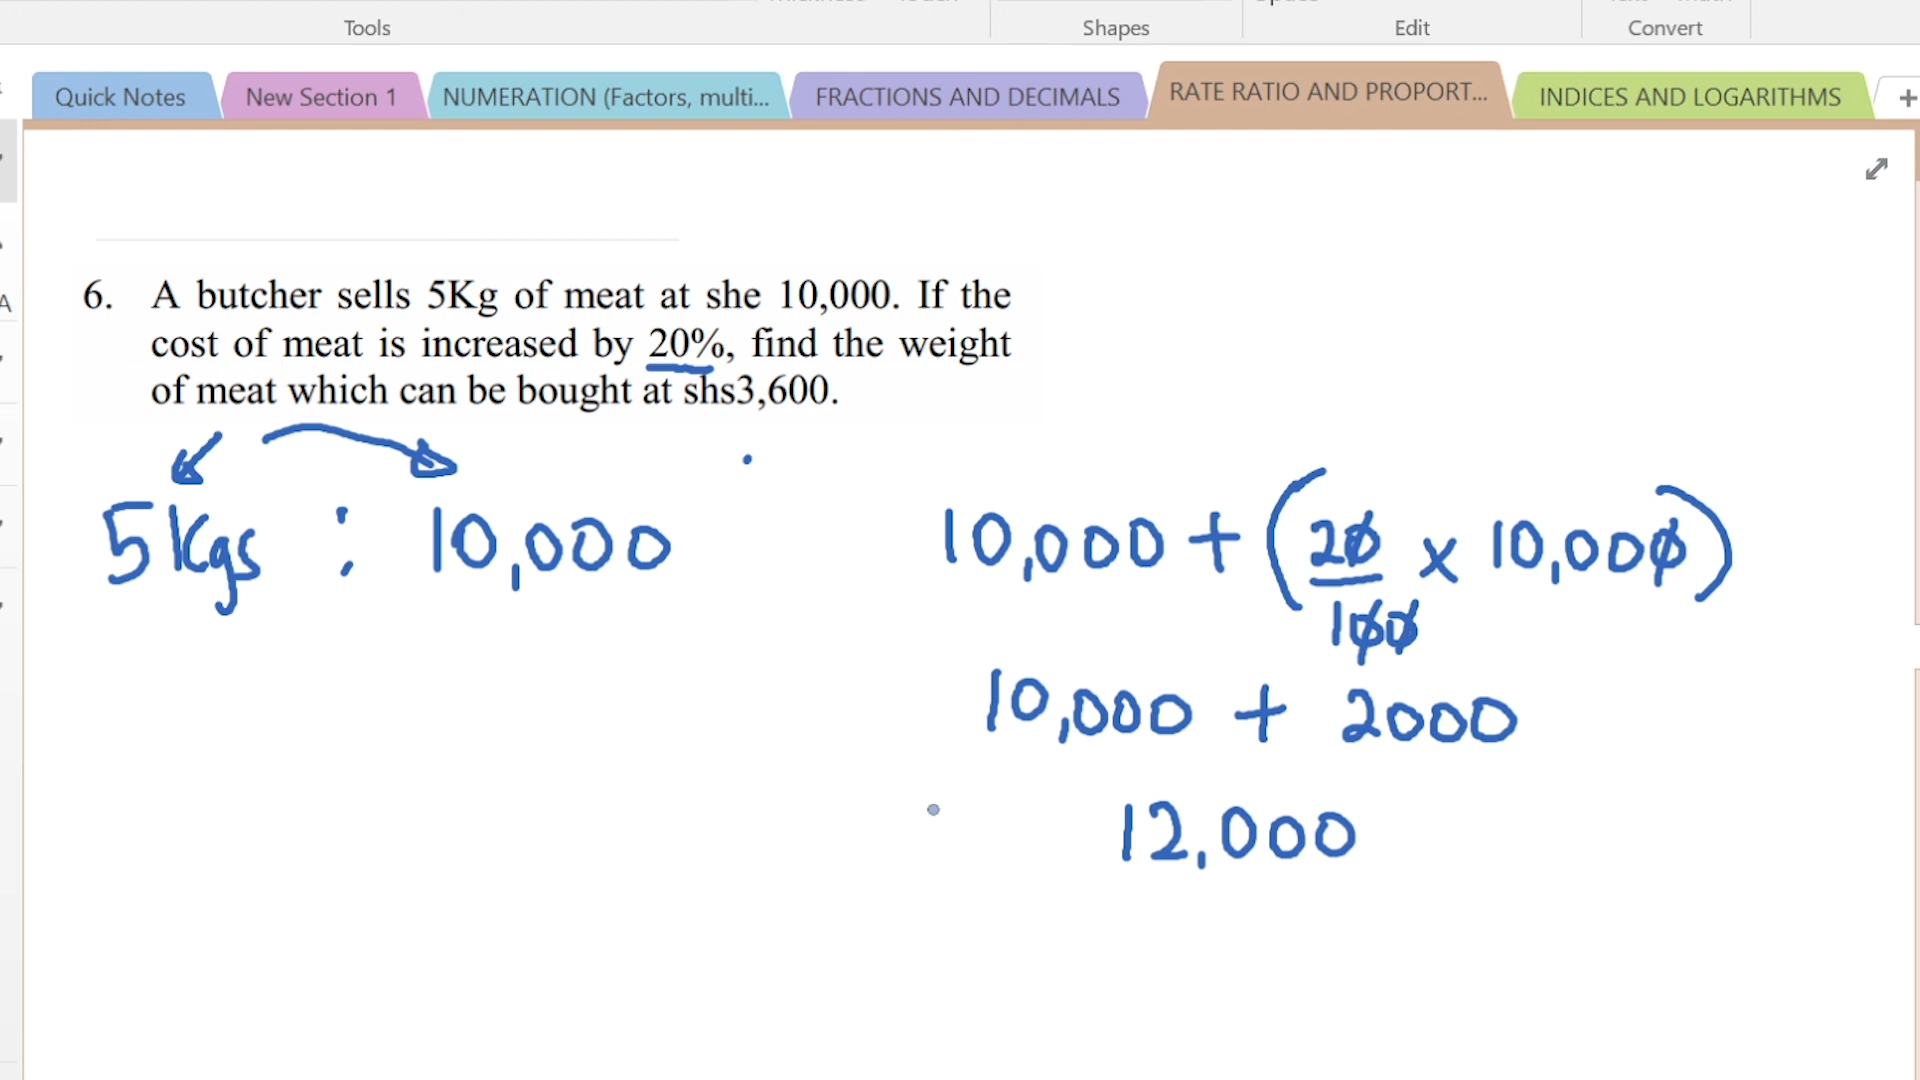 Tools Shapes Edit Convert
Quick Notes New Section 1 NUMERATION (Factors, multi... FRACTIONS AND DECIMALS RATE RATIO AND PROPORT... INDICES AND LOGARITHMS +
6. A butcher sells 5Kg of meat at she 10,000. If the
cost of meat is increased by 20%, find the weight
of meat which can be bought at shs3,600.
5Kgs : 10,000
10,000 + (20/100 x 10,000)
10,000 + 2000
12,000